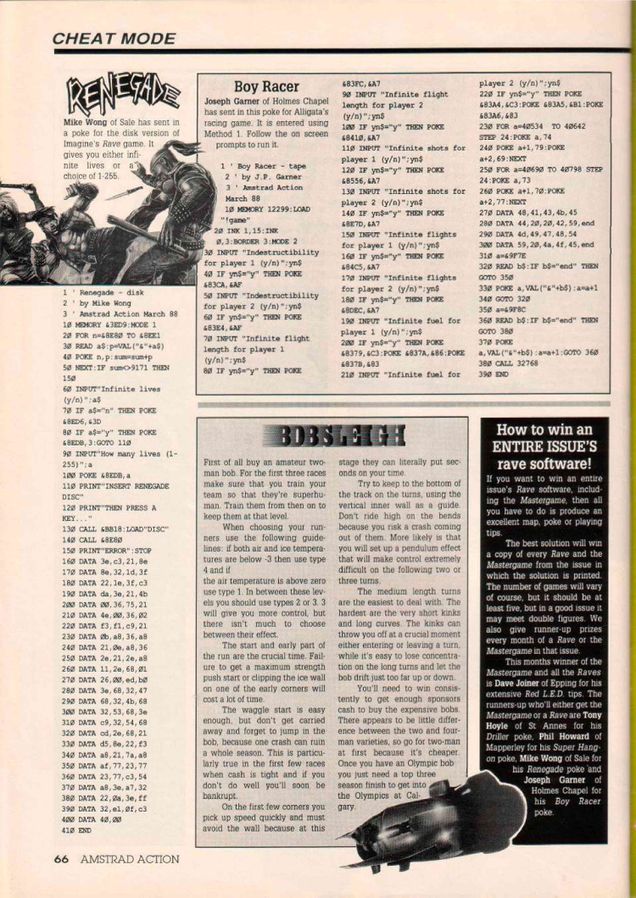 CHEAT MODE
RENEGADE
Mike Wong of Sale has sent in
a poke for the disk version of
Imagine's Rave game. It
gives you either infi-
nite lives or a
choice of 1-255.
1 ' Renegade - disk
2 ' by Mike Wong
3 ' Amstrad Action March 88
10 MEMORY &3ED9:MODE 1
20 FOR n=&8E80 TO &8EE1
30 READ a$:p=VAL("&"+a$)
40 POKE n,p:sum=sum+p
50 NEXT:IF sum<>9171 THEN
150
60 INPUT"Infinite lives
(y/n)";a$
70 IF a$="n" THEN POKE
&8ED6,&3D
80 IF a$="y" THEN POKE
&8EDB,3:GOTO 110
90 INPUT"How many lives (1-
255)";a
100 POKE &8EDB,a
110 PRINT"INSERT RENEGADE
DISC"
120 PRINT"THEN PRESS A
KEY..."
130 CALL &BB18:LOAD"DISC"
140 CALL &8E80
150 PRINT"ERROR":STOP
160 DATA 3e,c3,21,8e
170 DATA 8e,32,1d,3f
180 DATA 22,1e,3f,c3
190 DATA da,3e,21,4b
200 DATA 00,36,75,21
210 DATA 4e,00,36,02
220 DATA f3,f1,c9,21
230 DATA 0b,a8,36,a8
240 DATA 21,0e,a8,36
250 DATA 2e,21,2e,a8
260 DATA 11,2e,68,01
270 DATA 26,00,ed,b0
280 DATA 3e,68,32,47
290 DATA 68,32,4b,68
300 DATA 32,53,68,3e
310 DATA c9,32,54,68
320 DATA cd,2e,68,21
330 DATA d5,8e,22,f3
340 DATA a8,21,7a,a8
350 DATA af,77,23,77
360 DATA 23,77,c3,54
370 DATA a8,3e,a7,32
380 DATA 22,0a,3e,ff
390 DATA 32,e1,0f,c3
400 DATA 40,00
410 END
Boy Racer
Joseph Garner of Holmes Chapel
has sent in this poke for Alligata's
racing game. It is entered using
Method 1. Follow the on screen
prompts to run it.
1 ' Boy Racer - tape
2 ' by J.P. Garner
3 ' Amstrad Action
March 88
10 MEMORY 12299:LOAD
"!game"
20 INK 1,15:INK
0,3:BORDER 3:MODE 2
30 INPUT "Indestructibility
for player 1 (y/n)";yn$
40 IF yn$="y" THEN POKE
&83CA,&AF
50 INPUT "Indestructibility
for player 2 (y/n)";yn$
60 IF yn$="y" THEN POKE
&83E4,&AF
70 INPUT "Infinite flight
length for player 1
(y/n)";yn$
80 IF yn$="y" THEN POKE
&83FC,&A7
90 INPUT "Infinite flight
length for player 2
(y/n)";yn$
100 IF yn$="y" THEN POKE
&8410,&A7
110 INPUT "Infinite shots for
player 1 (y/n)";yn$
120 IF yn$="y" THEN POKE
&8556,&A7
130 INPUT "Infinite shots for
player 2 (y/n)";yn$
140 IF yn$="y" THEN POKE
&8E7D,&A7
150 INPUT "Infinite flights
for player 1 (y/n)";yn$
160 IF yn$="y" THEN POKE
&84C5,&A7
170 INPUT "Infinite flights
for player 2 (y/n)";yn$
180 IF yn$="y" THEN POKE
&8DEC,&A7
190 INPUT "Infinite fuel for
player 1 (y/n)";yn$
200 IF yn$="y" THEN POKE
&8379,&C3:POKE &837A,&86:POKE
&837B,&83
210 INPUT "Infinite fuel for
player 2 (y/n)";yn$
220 IF yn$="y" THEN POKE
&83A4,&C3:POKE &83A5,&B1:POKE
&83A6,&83
230 FOR a=40534 TO 40642
STEP 24:POKE a,74
240 POKE a+1,79:POKE
a+2,69:NEXT
250 FOR a=40690 TO 40798 STEP
24:POKE a,73
260 POKE a+1,70:POKE
a+2,77:NEXT
270 DATA 48,41,43,4b,45
280 DATA 44,20,20,42,59,end
290 DATA 4d,49,47,48,54
300 DATA 59,20,4a,4f,45,end
310 a=&9F7E
320 READ b$:IF b$="end" THEN
GOTO 350
330 POKE a,VAL("&"+b$):a=a+1
340 GOTO 320
350 a=&9F8C
360 READ b$:IF b$="end" THEN
GOTO 380
370 POKE
a,VAL("&"+b$):a=a+1:GOTO 360
380 CALL 32768
390 END
BOBSLEIGH
First of all buy an amateur two-
man bob. For the first three races
make sure that you train your
team so that they're superhu-
man. Train them from then on to
keep them at that level.
When choosing your run-
ners use the following guide-
lines: if both air and ice tempera-
tures are below -3 then use type
4 and if
the air temperature is above zero
use type 1. In between these lev-
els you should use types 2 or 3. 3
will give you more control, but
there isn't much to choose
between their effect.
The start and early part of
the run are the crucial time. Fail-
ure to get a maximum strength
push start or clipping the ice wall
on one of the early corners will
cost a lot of time.
The waggle start is easy
enough, but don't get carried
away and forget to jump in the
bob, because one crash can ruin
a whole season. This is particu-
larly true in the first few races
when cash is tight and if you
don't do well you'll soon be
bankrupt.
On the first few corners you
pick up speed quickly and must
avoid the wall because at this
stage they can literally put sec-
onds on your time.
Try to keep to the bottom of
the track on the turns, using the
vertical inner wall as a guide.
Don't ride high on the bends
because you risk a crash coming
out of them. More likely is that
you will set up a pendulum effect
that will make control extremely
difficult on the following two or
three turns.
The medium length turns
are the easiest to deal with. The
hardest are the very short kinks
and long curves. The kinks can
throw you off at a crucial moment
either entering or leaving a turn,
while it's easy to lose concentra-
tion on the long turns and let the
bob drift just too far up or down.
You'll need to win consis-
tently to get enough sponsors
cash to buy the expensive bobs.
There appears to be little differ-
ence between the two and four-
man varieties, so go for two-man
at first because it's cheaper.
Once you have an Olympic bob
you just need a top three
season finish to get into
the Olympics at Cal-
gary.
How to win an
ENTIRE ISSUE'S
rave software!
If you want to win an entire
issue's Rave software, includ-
ing the Mastergame, then all
you have to do is produce an
excellent map, poke or playing
tips.
The best solution will win
a copy of every Rave and the
Mastergame from the issue in
which the solution is printed.
The number of games will vary
of course, but it should be at
least five, but in a good issue it
may meet double figures. We
also give runner-up prizes
every month of a Rave or the
Mastergame in that issue.
This months winner of the
Mastergame and all the Raves
is Dave Joiner of Epping for his
extensive Red L.E.D. tips. The
runners-up who'll either get the
Mastergame or a Rave are Tony
Hoyle of St Annes for his
Driller poke, Phil Howard of
Mapperley for his Super Hang-
on poke, Mike Wong of Sale for
his Renegade poke and
Joseph Garner of
Holmes Chapel for
his Boy Racer
poke.
66 AMSTRAD ACTION